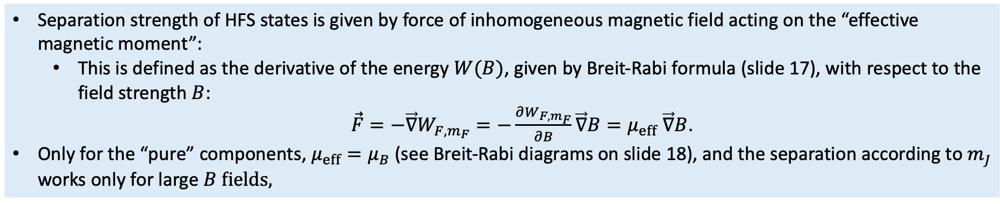 • Separation strength of HFS states is given by force of inhomogeneous magnetic field acting on the “effective
magnetic moment”:
• This is defined as the derivative of the energy W(B), given by Breit-Rabi formula (slide 17), with respect to the
field strength B:
$\vec{F} = -\vec{\nabla}W_{F,m_F} = -\frac{\partial W_{F,m_F}}{\partial B}\vec{\nabla}B = \mu_{\text{eff}}\,\vec{\nabla}B.$
• Only for the “pure” components, $\mu_{\text{eff}} = \mu_B$ (see Breit-Rabi diagrams on slide 18), and the separation according to $m_J$
works only for large B fields,